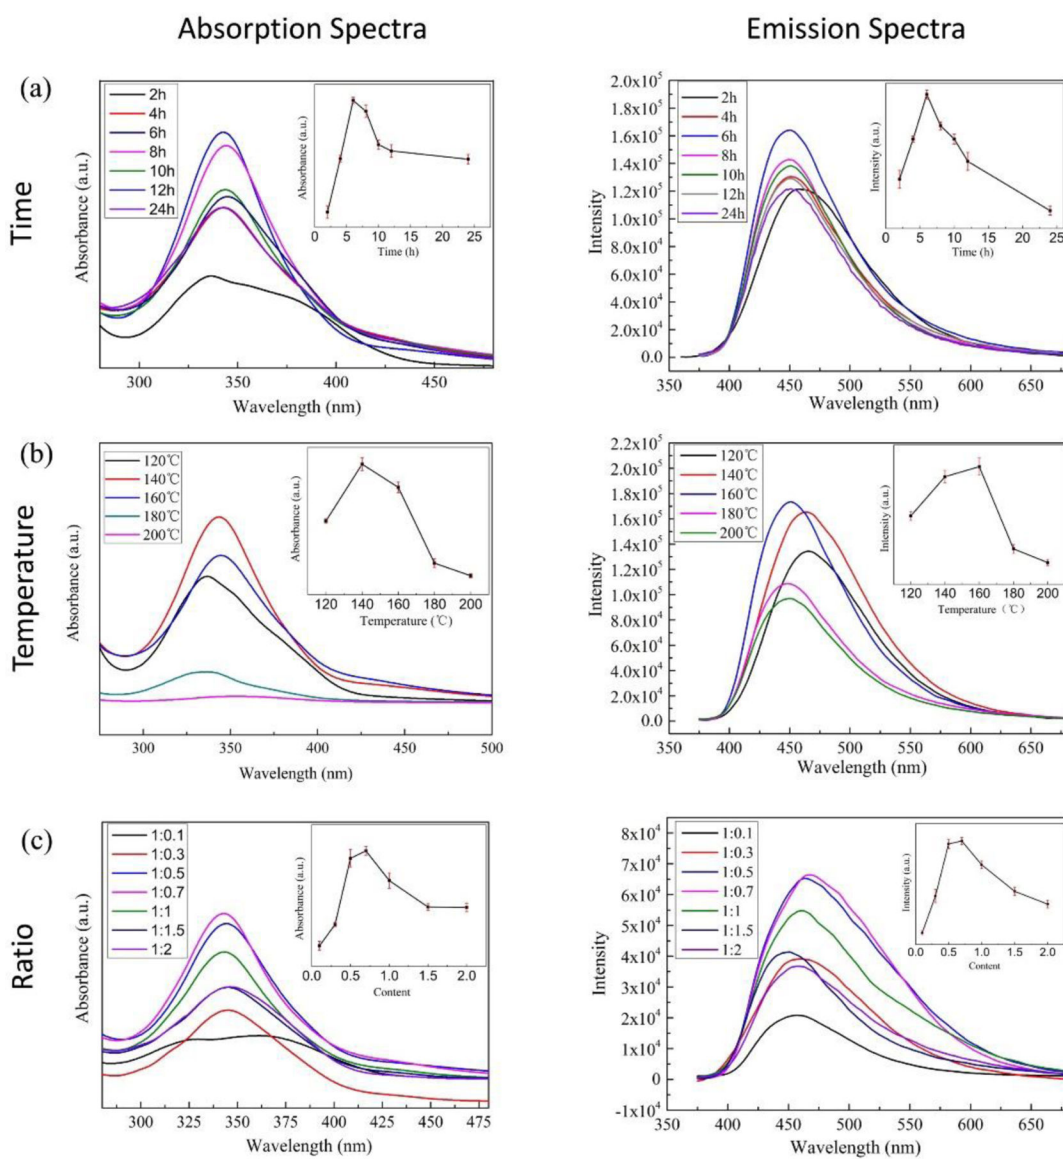 Absorption Spectra
Emission Spectra
(a)
Time
Absorbance (a.u.)
2h
4h
6h
8h
10h
12h
24h
Absorbance (a.u.)
0 5 10 15 20 25
Time (h)
300 350 400 450
Wavelength (nm)
Intensity
2.0x10⁵
1.8x10⁵
1.6x10⁵
1.4x10⁵
1.2x10⁵
1.0x10⁵
8.0x10⁴
6.0x10⁴
4.0x10⁴
2.0x10⁴
0.0
2h
4h
6h
8h
10h
12h
24h
Intensity (a.u.)
0 5 10 15 20 25
Time (h)
350 400 450 500 550 600 650
Wavelength (nm)
(b)
Temperature
Absorbance (a.u.)
120℃
140℃
160℃
180℃
200℃
Absorbance (a.u.)
120 140 160 180 200
Temperature (℃)
300 350 400 450 500
Wavelength (nm)
Intensity
2.2x10⁵
2.0x10⁵
1.8x10⁵
1.6x10⁵
1.4x10⁵
1.2x10⁵
1.0x10⁵
8.0x10⁴
6.0x10⁴
4.0x10⁴
2.0x10⁴
0.0
120℃
140℃
160℃
180℃
200℃
Intensity (a.u.)
120 140 160 180 200
Temperature (℃)
350 400 450 500 550 600 650
Wavelength (nm)
(c)
Ratio
Absorbance (a.u.)
1:0.1
1:0.3
1:0.5
1:0.7
1:1
1:1.5
1:2
Absorbance (a.u.)
0.0 0.5 1.0 1.5 2.0
Content
300 325 350 375 400 425 450 475
Wavelength (nm)
Intensity
8x10⁴
7x10⁴
6x10⁴
5x10⁴
4x10⁴
3x10⁴
2x10⁴
1x10⁴
0
-1x10⁴
1:0.1
1:0.3
1:0.5
1:0.7
1:1
1:1.5
1:2
Intensity (a.u.)
0.0 0.5 1.0 1.5 2.0
Content
350 400 450 500 550 600 650
Wavelength (nm)